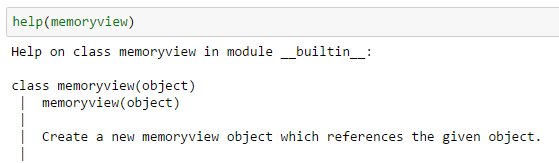 help(memoryview)
Help on class memoryview in module __builtin__:
class memoryview(object)
 |  memoryview(object)
 |
 |  Create a new memoryview object which references the given object.
 |